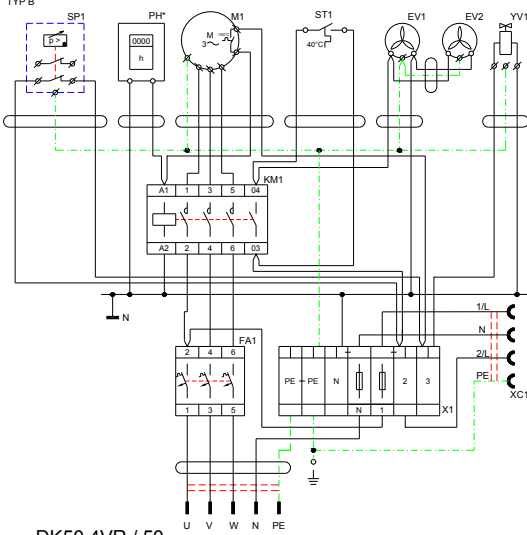 TYP B
SP1 PH* M1 ST1 EV1 EV2 YV1
p > 0000 M 3~ 150°C
h 40°C
KM1
A1 1 3 5 04
A2 2 4 6 03
N
1/L
N
2/L
PE
XC1
FA1
2 4 6
1 3 5
PE PE N 2 3
N 1
X1
U V W N PE
DK50 4VR / 50